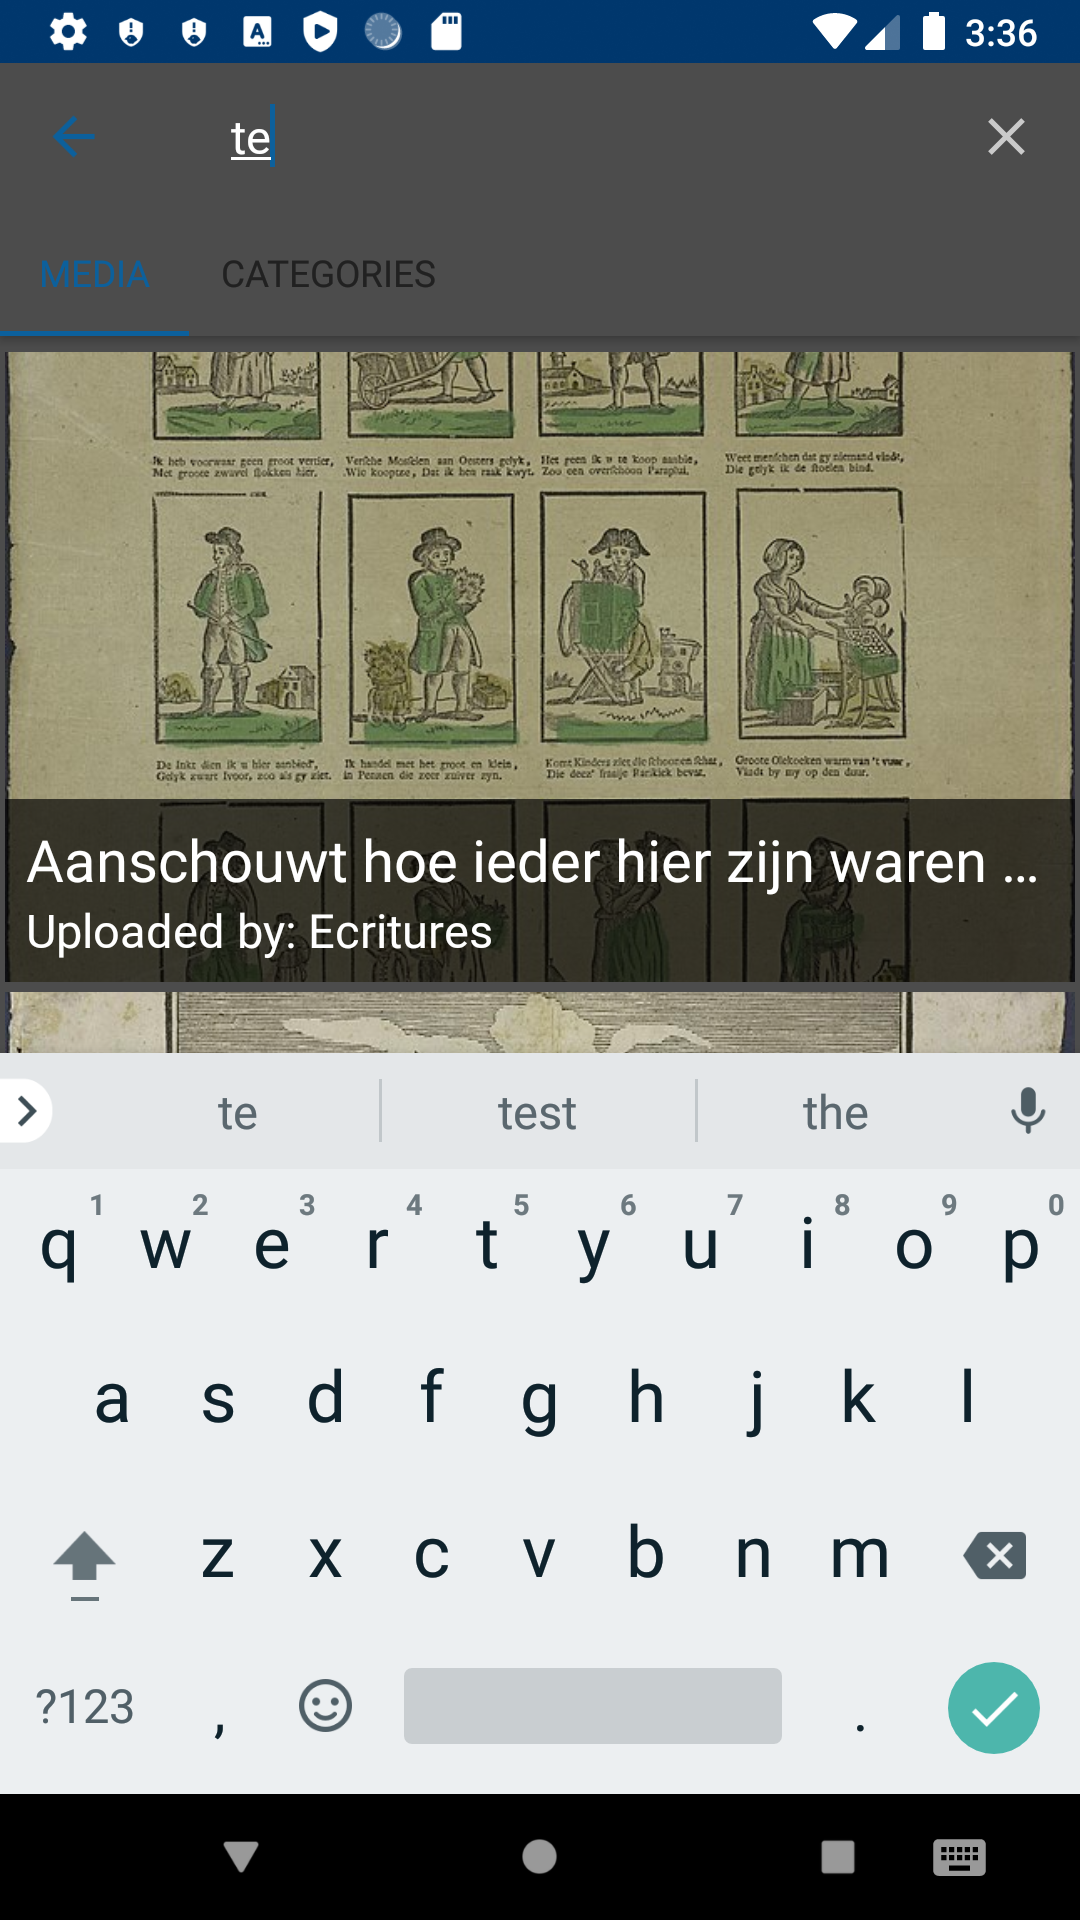 3:36
te
MEDIA
CATEGORIES
Ik heb voorwaar geen groot vertier,
Met groote zwavel stokken hier.
Versche Mosselen aan Oesters gelyk,
Wie kooptze, Dat ik ben raak kwyt.
Het geen ik u te koop aanbie,
Zoo een overschoon Paraplui.
Weet menschen dat gy niemand vindt,
Die gelyk ik de stoelen bind.
De Inkt dien ik u hier aanbied',
Gelyk zwart Ivoor, zoo als gy ziet.
Ik handel met het groot en klein,
in Pennen die zeer zuiver zyn.
Komt Kinders ziet die schoon en schat,
Die deez' fraaije Rarikiek bevat.
Groote Oliekoeken warm van 't vuur,
Vindt by my op den duur.
Aanschouwt hoe ieder hier zijn waren ...
Uploaded by: Ecritures
te
test
the
1 2 3 4 5 6 7 8 9 0
q w e r t y u i o p
a s d f g h j k l
z x c v b n m
?123 , .